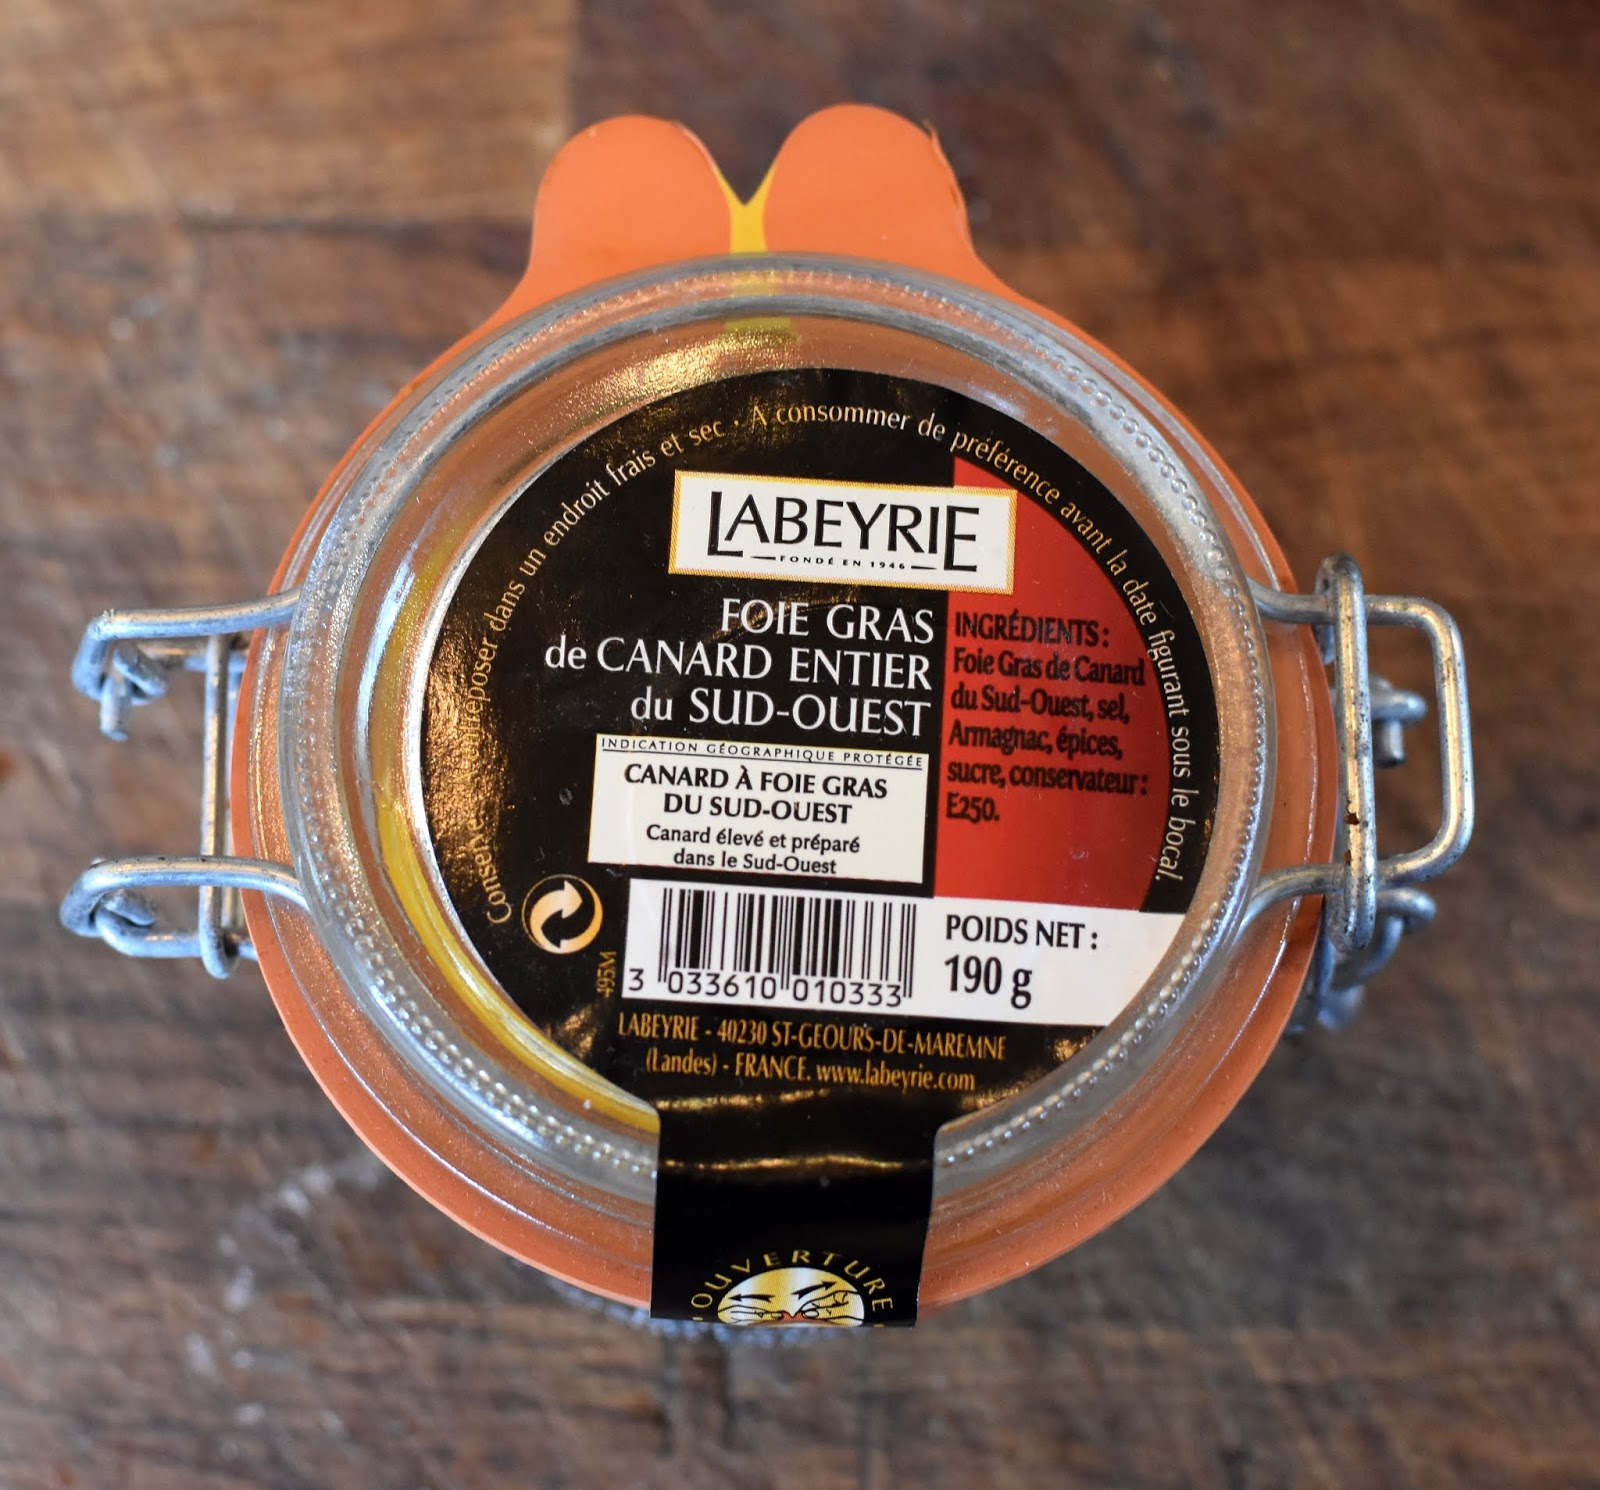 Conserve. A entreposer dans un endroit frais et sec · A consommer de préférence avant la date figurant sous le bocal.
LABEYRIE
FONDÉ EN 1946
FOIE GRAS
de CANARD ENTIER
du SUD-OUEST
INDICATION GÉOGRAPHIQUE PROTÉGÉE
CANARD À FOIE GRAS
DU SUD-OUEST
Canard élevé et préparé
dans le Sud-Ouest
INGRÉDIENTS :
Foie Gras de Canard
du Sud-Ouest, sel,
Armagnac, épices,
sucre, conservateur :
E250.
495M
3 033610 010333
POIDS NET :
190 g
LABEYRIE - 40230 ST-GEOURS-DE-MAREMNE
(Landes) - FRANCE. www.labeyrie.com
OUVERTURE